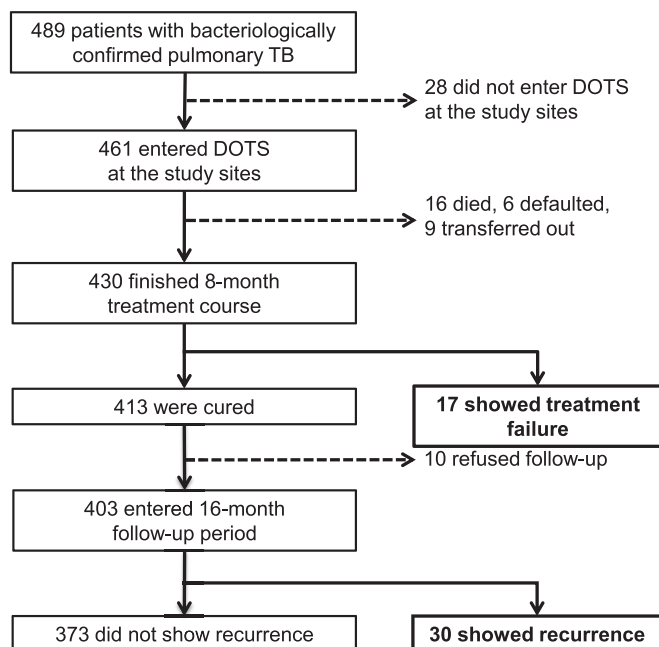 489 patients with bacteriologically
confirmed pulmonary TB
28 did not enter DOTS
at the study sites
461 entered DOTS
at the study sites
16 died, 6 defaulted,
9 transferred out
430 finished 8-month
treatment course
413 were cured
17 showed treatment
failure
10 refused follow-up
403 entered 16-month
follow-up period
373 did not show recurrence
30 showed recurrence